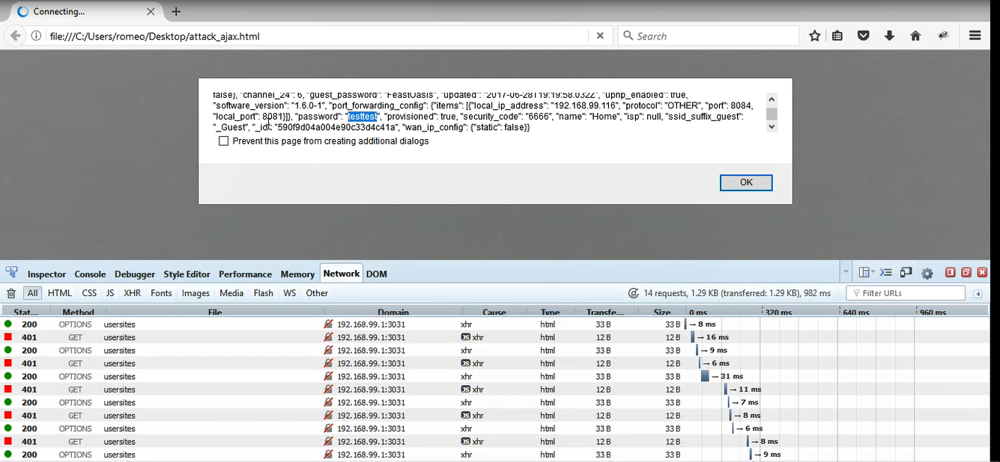 Connecting...
file:///C:/Users/romeo/Desktop/attack_ajax.html
Search
false}, "channel_24": 6, "guest_password": "FeastOasis", "updated": "2017-06-28T19:19:58.032Z", "upnp_enabled": true,
"software_version": "1.6.0-1", "port_forwarding_config": {"items": [{"local_ip_address": "192.168.99.116", "protocol": "OTHER", "port": 8084,
"local_port": 8081}]}, "password": "testtest", "provisioned": true, "security_code": "6666", "name": "Home", "isp": null, "ssid_suffix_guest":
"_Guest", "_id": "590f9d04a004e90c33d4c41a", "wan_ip_config": {"static": false}}
Prevent this page from creating additional dialogs
OK
Inspector Console Debugger Style Editor Performance Memory Network DOM
All HTML CSS JS XHR Fonts Images Media Flash WS Other 14 requests, 1.29 KB (transferred: 1.29 KB), 982 ms Filter URLs
Stat... Method File Domain Cause Type Transfe... Size 0 ms 320 ms 640 ms 960 ms
200 OPTIONS usersites 192.168.99.1:3031 xhr html 33 B 33 B → 8 ms
401 GET usersites 192.168.99.1:3031 JS xhr html 12 B 12 B → 16 ms
200 OPTIONS usersites 192.168.99.1:3031 xhr html 33 B 33 B → 9 ms
401 GET usersites 192.168.99.1:3031 JS xhr html 12 B 12 B → 6 ms
200 OPTIONS usersites 192.168.99.1:3031 xhr html 33 B 33 B → 31 ms
401 GET usersites 192.168.99.1:3031 JS xhr html 12 B 12 B → 11 ms
200 OPTIONS usersites 192.168.99.1:3031 xhr html 33 B 33 B → 7 ms
401 GET usersites 192.168.99.1:3031 JS xhr html 12 B 12 B → 8 ms
200 OPTIONS usersites 192.168.99.1:3031 xhr html 33 B 33 B → 6 ms
401 GET usersites 192.168.99.1:3031 JS xhr html 12 B 12 B → 8 ms
200 OPTIONS usersites 192.168.99.1:3031 xhr html 33 B 33 B → 9 ms